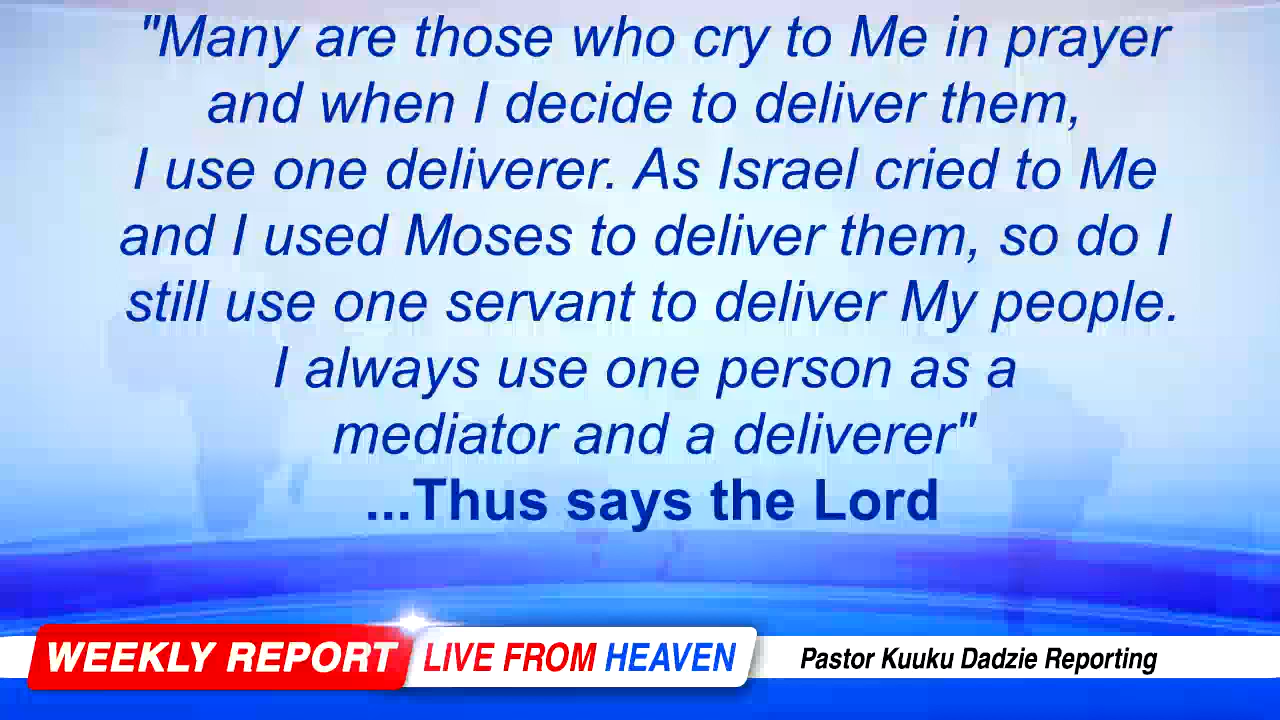 "Many are those who cry to Me in prayer
and when I decide to deliver them,
I use one deliverer. As Israel cried to Me
and I used Moses to deliver them, so do I
still use one servant to deliver My people.
I always use one person as a
mediator and a deliverer"
...Thus says the Lord
WEEKLY REPORT LIVE FROM HEAVEN Pastor Kuuku Dadzie Reporting